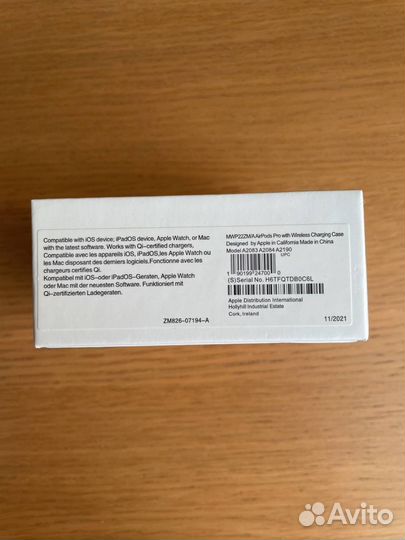 Compatible with iOS device; iPadOS device, Apple Watch, or Mac
with the latest software. Works with Qi-certified chargers,
Compatible avec les appareils iOS, iPadOS,les Apple Watch ou
les Mac disposant des derniers logiciels.Fonctionne avec les
chargeurs certifies Qi.
Kompatibel mit iOS-oder iPadOS-Geraten, Apple Watch
oder Mac mit der neuesten Software. Funktioniert mit
Qi-zertifizierten Ladegeraten.
ZM826-07194-A
MWP22ZM/A AirPods Pro with Wireless Charging Case
Designed by Apple in California Made in China
Model A2083 A2084 A2190
UPC
1 90199 24700 0
(S)Serial No. H6TFQTDB0C6L
Apple Distribution International
Hollyhill Industrial Estate
Cork, Ireland
11/2021
Avito